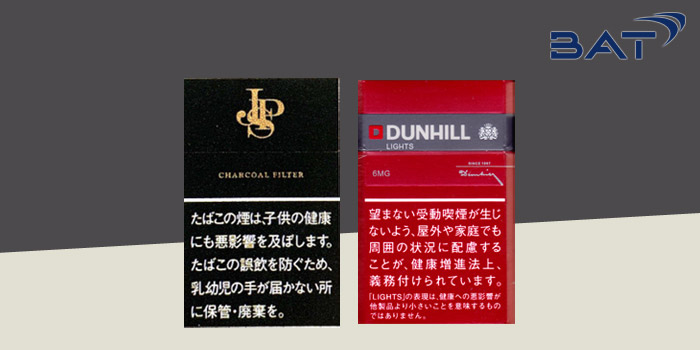 BAT
JPS
CHARCOAL FILTER
たばこの煙は、子供の健康
にも悪影響を及ぼします。
たばこの誤飲を防ぐため、
乳幼児の手が届かない所
に保管・廃棄を。
DUNHILL
LIGHTS
6MG
SINCE 1907
望まない受動喫煙が生じ
ないよう、屋外や家庭でも
周囲の状況に配慮する
ことが、健康増進法上、
義務付けられています。
「LIGHTS」の表現は、健康への悪影響が
他製品より小さいことを意味するもの
ではありません。